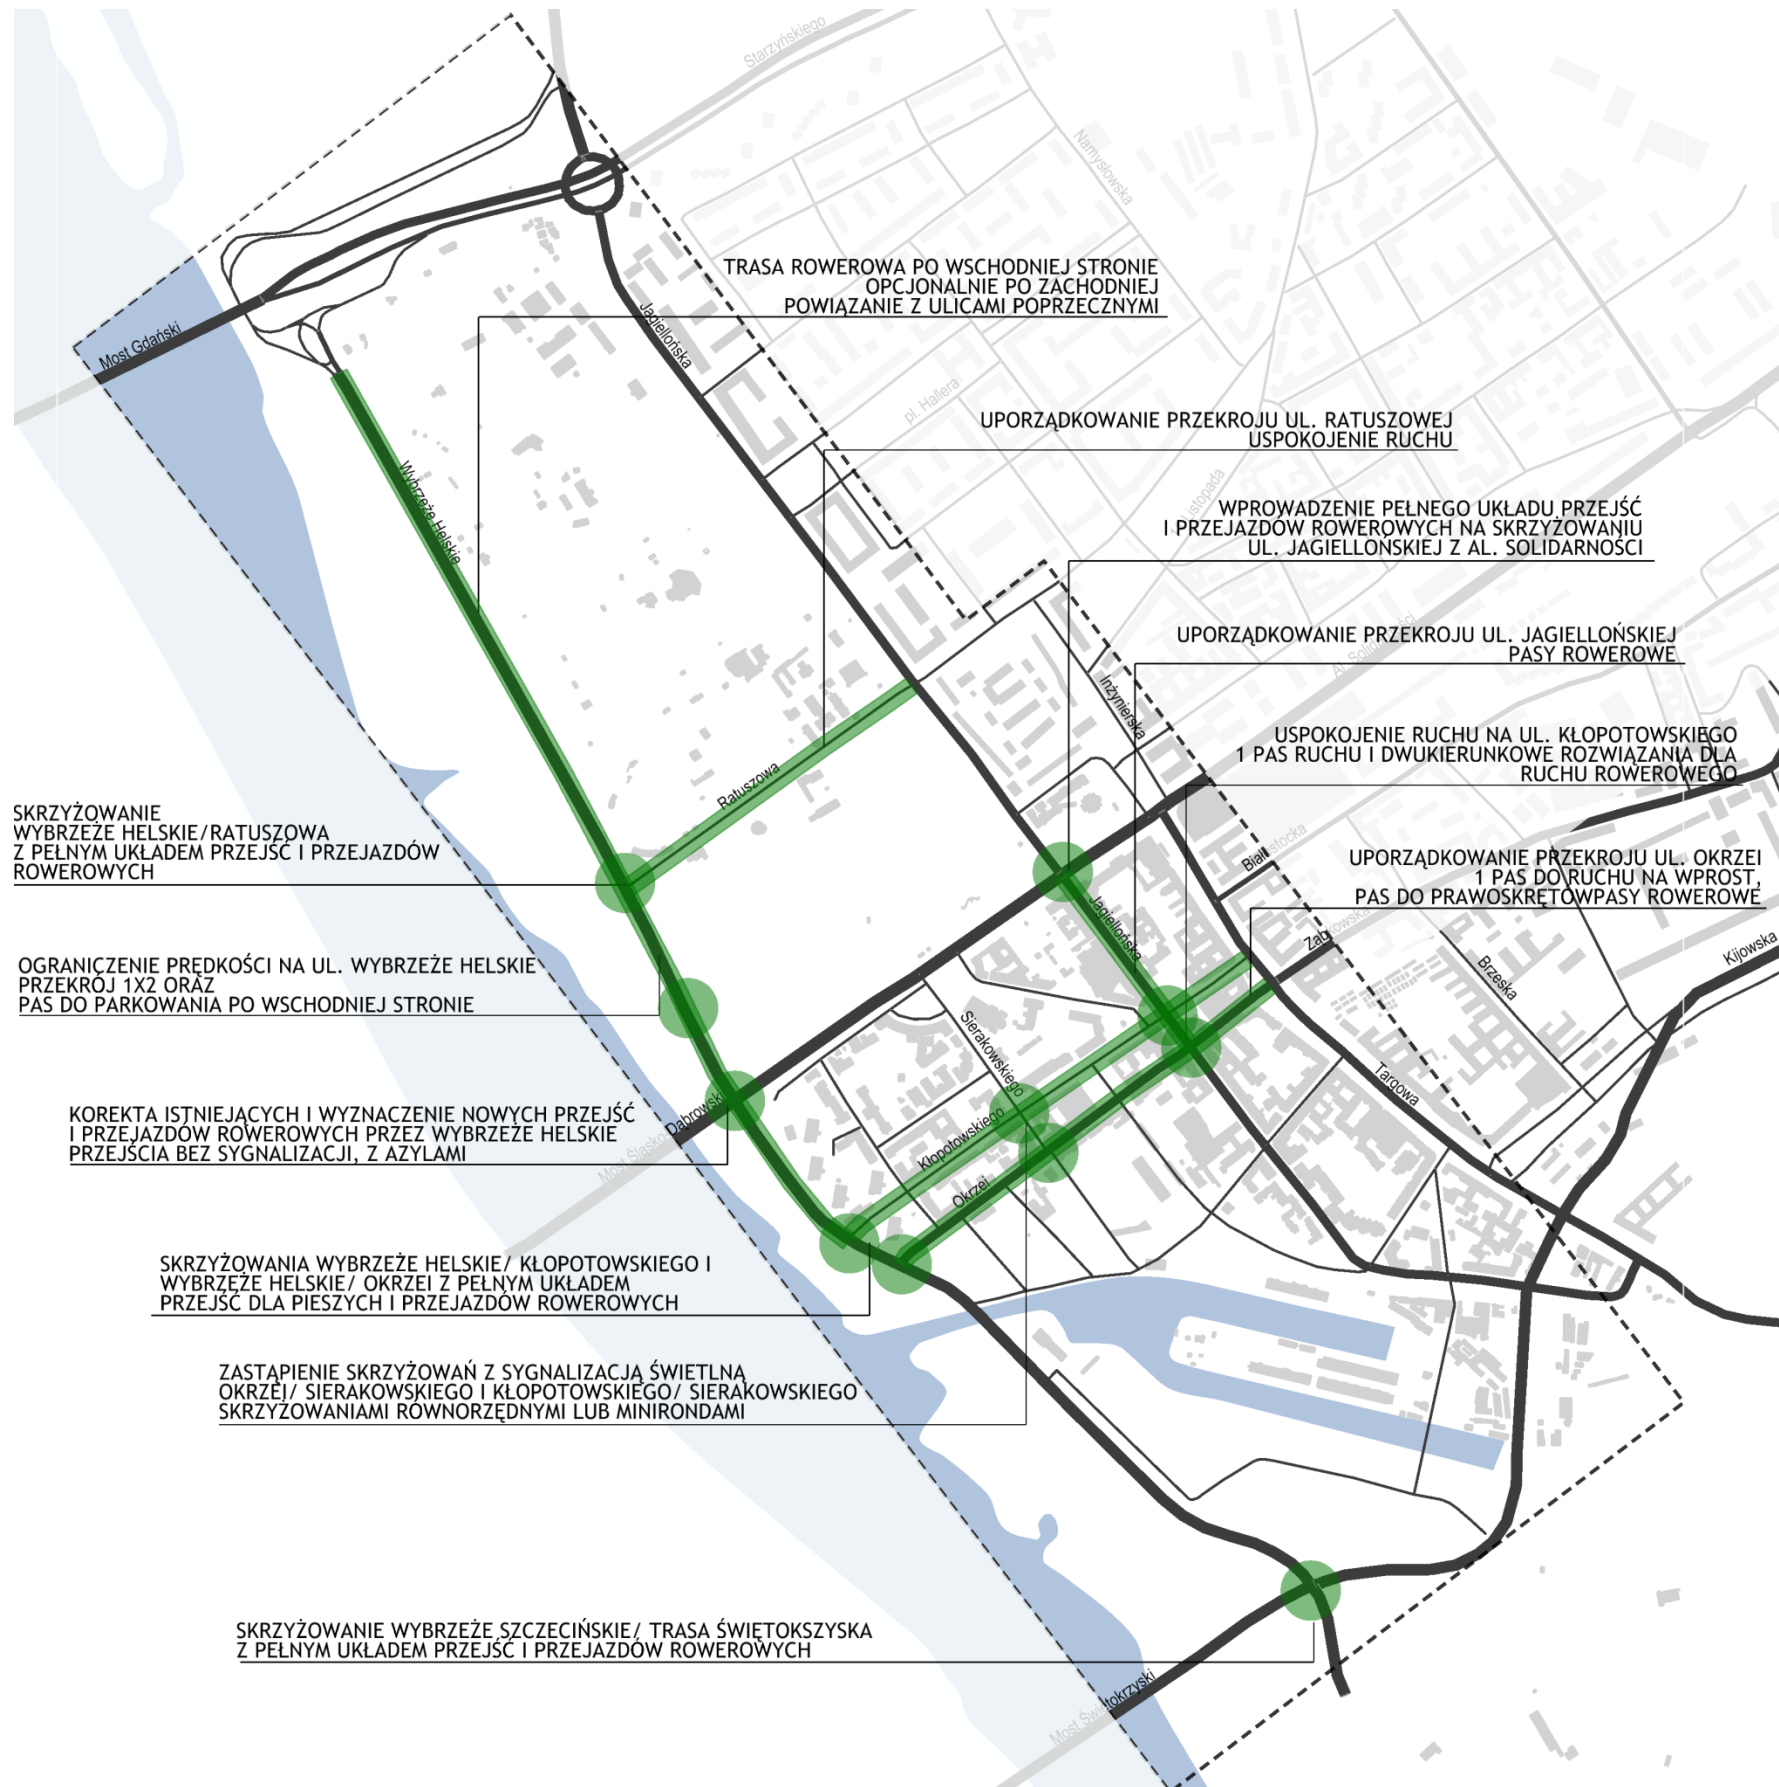 Starzyńskiego
Namysłowska
TRASA ROWEROWA PO WSCHODNIEJ STRONIE
OPCJONALNIE PO ZACHODNIEJ
POWIĄZANIE Z ULICAMI POPRZECZNYMI
Most Gdański
Jagiellońska
pl. Hallera
UPORZĄDKOWANIE PRZEKROJU UL. RATUSZOWEJ
USPOKOJENIE RUCHU
Wybrzeże Helskie
Listopada
WPROWADZENIE PEŁNEGO UKŁADU PRZEJŚĆ
I PRZEJAZDÓW ROWEROWYCH NA SKRZYŻOWANIU
UL. JAGIELLOŃSKIEJ Z AL. SOLIDARNOŚCI
Al. Solidarności
UPORZĄDKOWANIE PRZEKROJU UL. JAGIELLOŃSKIEJ
PASY ROWEROWE
Inżynierska
USPOKOJENIE RUCHU NA UL. KŁOPOTOWSKIEGO
1 PAS RUCHU I DWUKIERUNKOWE ROZWIĄZANIA DLA
RUCHU ROWEROWEGO
Ratuszowa
SKRZYŻOWANIE
WYBRZEŻE HELSKIE/RATUSZOWA
Z PEŁNYM UKŁADEM PRZEJŚĆ I PRZEJAZDÓW
ROWEROWYCH
Białostocka
UPORZĄDKOWANIE PRZEKROJU UL. OKRZEI
1 PAS DO RUCHU NA WPROST,
PAS DO PRAWOSKRĘTÓWPASY ROWEROWE
Jagiellońska
Ząbkowska
Brzeska
Kijowska
OGRANICZENIE PRĘDKOŚCI NA UL. WYBRZEŻE HELSKIE
PRZEKRÓJ 1X2 ORAZ
PAS DO PARKOWANIA PO WSCHODNIEJ STRONIE
Sierakowskiego
Targowa
KOREKTA ISTNIEJĄCYCH I WYZNACZENIE NOWYCH PRZEJŚĆ
I PRZEJAZDÓW ROWEROWYCH PRZEZ WYBRZEŻE HELSKIE
PRZEJŚCIA BEZ SYGNALIZACJI, Z AZYLAMI
Most Śląsko-Dąbrowski
Kłopotowskiego
Okrzei
SKRZYŻOWANIA WYBRZEŻE HELSKIE/ KŁOPOTOWSKIEGO I
WYBRZEŻE HELSKIE/ OKRZEI Z PEŁNYM UKŁADEM
PRZEJŚĆ DLA PIESZYCH I PRZEJAZDÓW ROWEROWYCH
ZASTĄPIENIE SKRZYŻOWAŃ Z SYGNALIZACJĄ ŚWIETLNĄ
OKRZEI/ SIERAKOWSKIEGO I KŁOPOTOWSKIEGO/ SIERAKOWSKIEGO
SKRZYŻOWANIAMI RÓWNORZĘDNYMI LUB MINIRONDAMI
SKRZYŻOWANIE WYBRZEŻE SZCZECIŃSKIE/ TRASA ŚWIĘTOKSZYSKA
Z PEŁNYM UKŁADEM PRZEJŚĆ I PRZEJAZDÓW ROWEROWYCH
Most Świętokrzyski